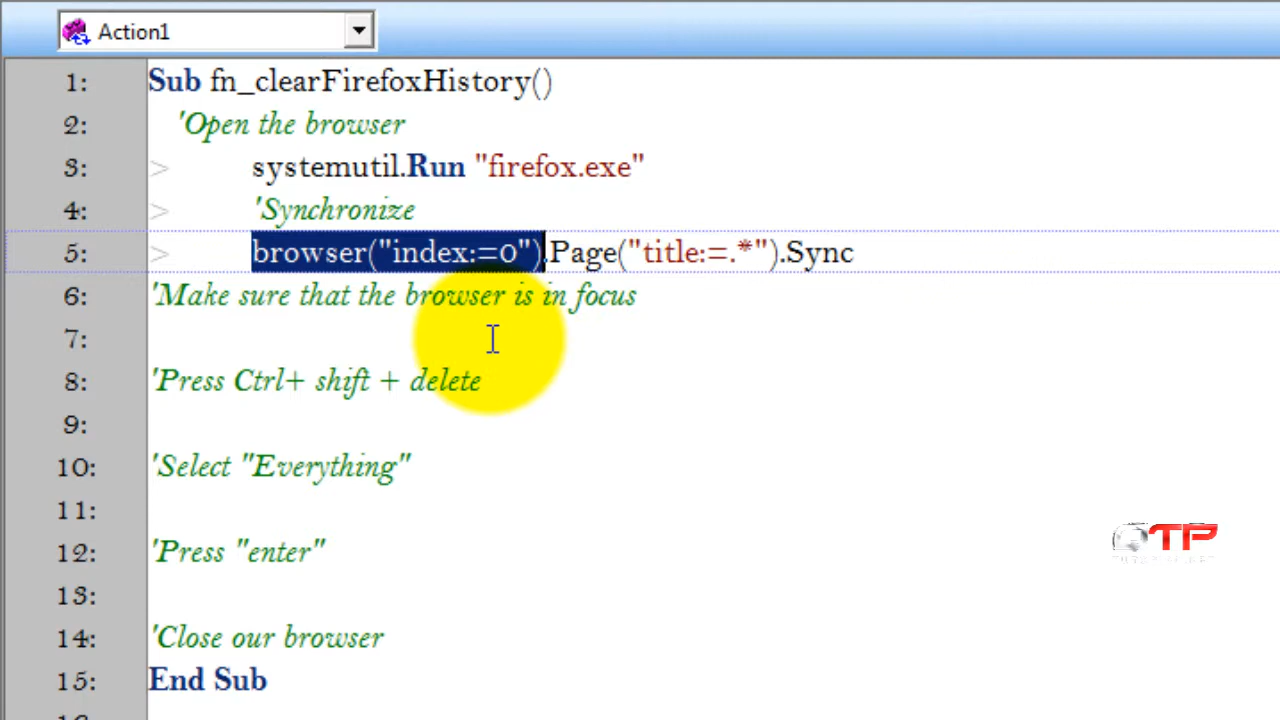 Action1
1: Sub fn_clearFirefoxHistory()
2: 'Open the browser
3: > systemutil.Run "firefox.exe"
4: > 'Synchronize
5: > browser("index:=0").Page("title:=.*").Sync
6: 'Make sure that the browser is in focus
7:
8: 'Press Ctrl+ shift + delete
9:
10: 'Select "Everything"
11:
12: 'Press "enter"
13:
14: 'Close our browser
15: End Sub
QTP